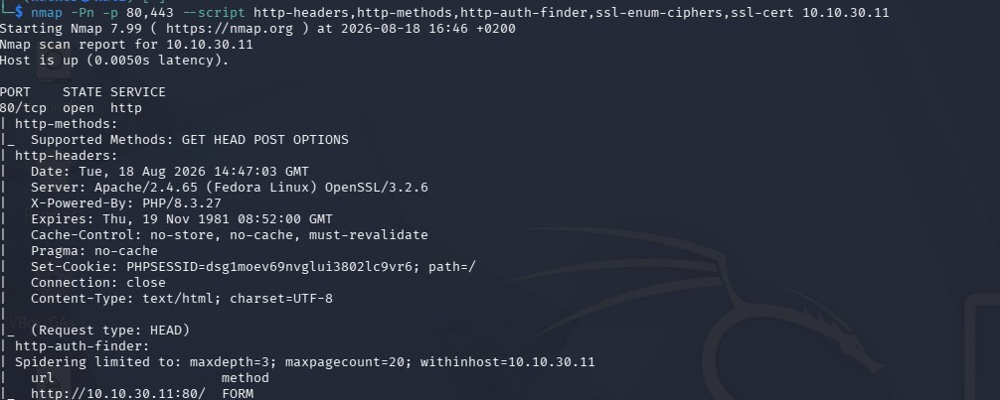 └─$ nmap -Pn -p 80,443 --script http-headers,http-methods,http-auth-finder,ssl-enum-ciphers,ssl-cert 10.10.30.11
Starting Nmap 7.99 ( https://nmap.org ) at 2026-08-18 16:46 +0200
Nmap scan report for 10.10.30.11
Host is up (0.0050s latency).
PORT    STATE SERVICE
80/tcp  open  http
| http-methods:
|_  Supported Methods: GET HEAD POST OPTIONS
| http-headers:
|   Date: Tue, 18 Aug 2026 14:47:03 GMT
|   Server: Apache/2.4.65 (Fedora Linux) OpenSSL/3.2.6
|   X-Powered-By: PHP/8.3.27
|   Expires: Thu, 19 Nov 1981 08:52:00 GMT
|   Cache-Control: no-store, no-cache, must-revalidate
|   Pragma: no-cache
|   Set-Cookie: PHPSESSID=dsg1moev69nvglui3802lc9vr6; path=/
|   Connection: close
|   Content-Type: text/html; charset=UTF-8
|
|_  (Request type: HEAD)
| http-auth-finder:
| Spidering limited to: maxdepth=3; maxpagecount=20; withinhost=10.10.30.11
|   url                     method
|_  http://10.10.30.11:80/  FORM